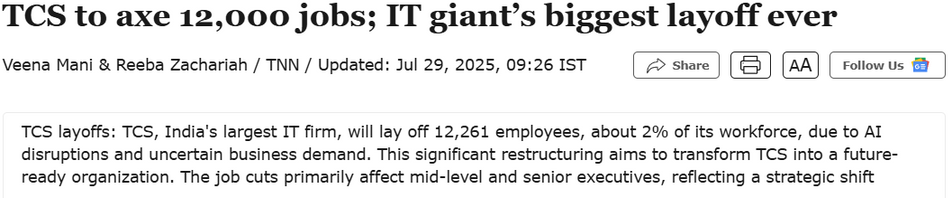 TCS to axe 12,000 jobs; IT giant’s biggest layoff ever
Veena Mani & Reeba Zachariah / TNN / Updated: Jul 29, 2025, 09:26 IST
Share
AA
Follow Us
TCS layoffs: TCS, India's largest IT firm, will lay off 12,261 employees, about 2% of its workforce, due to AI
disruptions and uncertain business demand. This significant restructuring aims to transform TCS into a future-
ready organization. The job cuts primarily affect mid-level and senior executives, reflecting a strategic shift